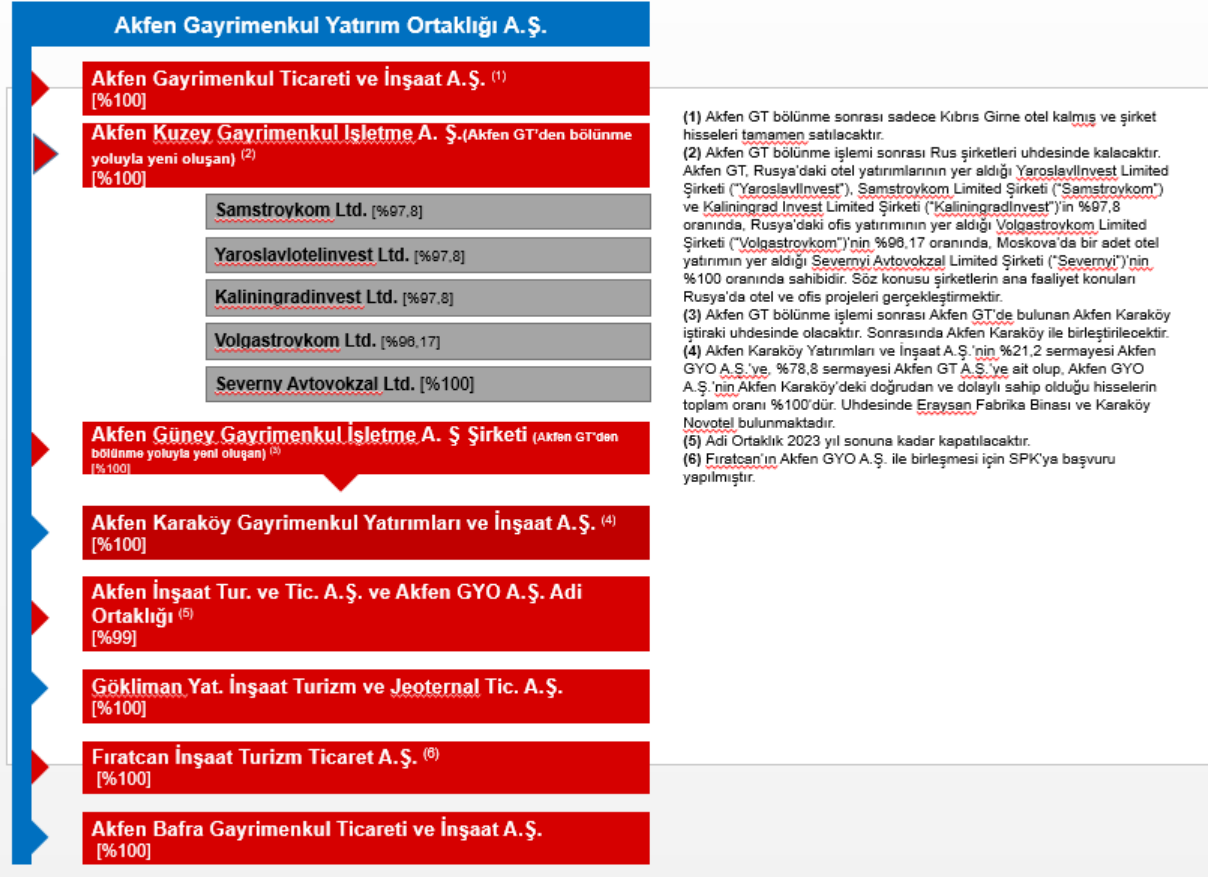 Akfen Gayrimenkul Yatırım Ortaklığı A.Ş.
Akfen Gayrimenkul Ticareti ve İnşaat A.Ş. (1)
[%100]
Akfen Kuzey Gayrimenkul Işletme A. Ş.(Akfen GT'den bölünme
yoluyla yeni oluşan) (2)
[%100]
Samstroykom Ltd. [%97,8]
Yaroslavlotelinvest Ltd. [%97,8]
Kaliningradinvest Ltd. [%97,8]
Volgastroykom Ltd. [%96,17]
Severny Avtovokzal Ltd. [%100]
Akfen Güney Gayrimenkul İşletme A. Ş Şirketi (Akfen GT'den
bölünme yoluyla yeni oluşan) (3)
[%100]
Akfen Karaköy Gayrimenkul Yatırımları ve İnşaat A.Ş. (4)
[%100]
Akfen İnşaat Tur. ve Tic. A.Ş. ve Akfen GYO A.Ş. Adi
Ortaklığı (5)
[%99]
Gökliman Yat. İnşaat Turizm ve Jeoternal Tic. A.Ş.
[%100]
Fıratcan İnşaat Turizm Ticaret A.Ş. (6)
[%100]
Akfen Bafra Gayrimenkul Ticareti ve İnşaat A.Ş.
[%100]
(1) Akfen GT bölünme sonrası sadece Kıbrıs Girne otel kalmış ve şirket
hisseleri tamamen satılacaktır.
(2) Akfen GT bölünme işlemi sonrası Rus şirketleri uhdesinde kalacaktır.
Akfen GT, Rusya'daki otel yatırımlarının yer aldığı YaroslavlInvest Limited
Şirketi ("YaroslavlInvest"), Samstroykom Limited Şirketi ("Samstroykom")
ve Kaliningrad Invest Limited Şirketi ("KaliningradInvest")'in %97,8
oranında, Rusya'daki ofis yatırımının yer aldığı Volgastroykom Limited
Şirketi ("Volgastroykom")'nin %96,17 oranında, Moskova'da bir adet otel
yatırımın yer aldığı Severnyi Avtovokzal Limited Şirketi ("Severnyi")'nin
%100 oranında sahibidir. Söz konusu şirketlerin ana faaliyet konuları
Rusya'da otel ve ofis projeleri gerçekleştirmektir.
(3) Akfen GT bölünme işlemi sonrası Akfen GT'de bulunan Akfen Karaköy
iştiraki uhdesinde olacaktır. Sonrasında Akfen Karaköy ile birleştirilecektir.
(4) Akfen Karaköy Yatırımları ve İnşaat A.Ş.'nin %21,2 sermayesi Akfen
GYO A.Ş.'ye, %78,8 sermayesi Akfen GT A.Ş.'ye ait olup, Akfen GYO
A.Ş.'nin Akfen Karaköy'deki doğrudan ve dolaylı sahip olduğu hisselerin
toplam oranı %100'dür. Uhdesinde Eraysan Fabrika Binası ve Karaköy
Novotel bulunmaktadır.
(5) Adi Ortaklık 2023 yıl sonuna kadar kapatılacaktır.
(6) Fıratcan'ın Akfen GYO A.Ş. ile birleşmesi için SPK'ya başvuru
yapılmıştır.